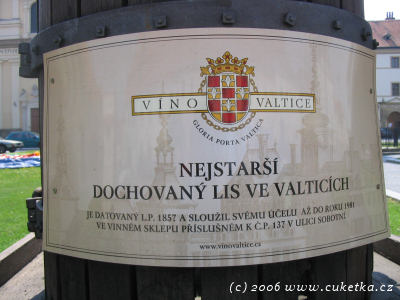 VÍNO VALTICE
GLORIA PORTA VALTICA
NEJSTARŠÍ
DOCHOVANÝ LIS VE VALTICÍCH
JE DATOVANÝ L.P. 1857 A SLOUŽIL SVÉMU ÚČELU AŽ DO ROKU 1981
VE VINNÉM SKLEPU PŘÍSLUŠNÉM K Č.P. 137 V ULICI SOBOTNÍ
www.vinovaltice.cz
(c) 2006 www.cuketka.cz